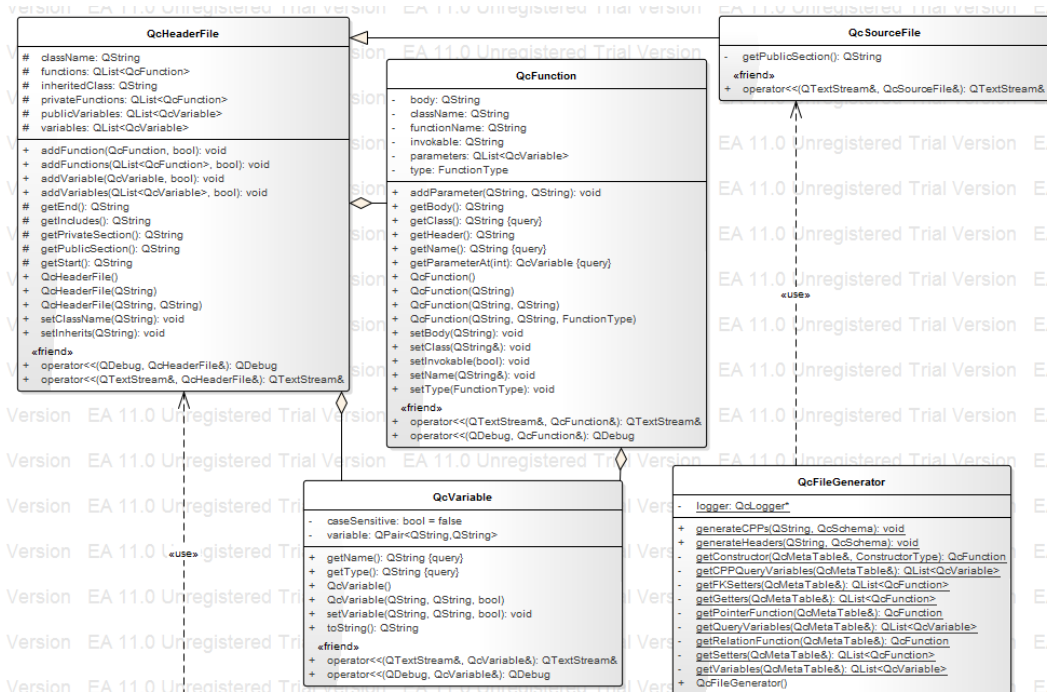 QcHeaderFile
# className: QString
# functions: QList<QcFunction>
# inheritedClass: QString
# privateFunctions: QList<QcFunction>
# publicVariables: QList<QcVariable>
# variables: QList<QcVariable>
+ addFunction(QcFunction, bool): void
+ addFunctions(QList<QcFunction>, bool): void
+ addVariable(QcVariable, bool): void
+ addVariables(QList<QcVariable>, bool): void
# getEnd(): QString
# getIncludes(): QString
# getPrivateSection(): QString
# getPublicSection(): QString
# getStart(): QString
+ QcHeaderFile()
+ QcHeaderFile(QString)
+ QcHeaderFile(QString, QString)
+ setClassName(QString): void
+ setInherits(QString): void
«friend»
+ operator<<(QDebug, QcHeaderFile&): QDebug
+ operator<<(QTextStream&, QcHeaderFile&): QTextStream&
QcFunction
- body: QString
- className: QString
- functionName: QString
- invokable: QString
- parameters: QList<QcVariable>
- type: FunctionType
+ addParameter(QString, QString): void
+ getBody(): QString
+ getClass(): QString {query}
+ getHeader(): QString
+ getName(): QString {query}
+ getParameterAt(int): QcVariable {query}
+ QcFunction()
+ QcFunction(QString)
+ QcFunction(QString, QString)
+ QcFunction(QString, QString, FunctionType)
+ setBody(QString): void
+ setClass(QString&): void
+ setInvokable(bool): void
+ setName(QString&): void
+ setType(FunctionType): void
«friend»
+ operator<<(QTextStream&, QcFunction&): QTextStream&
+ operator<<(QDebug, QcFunction&): QDebug
QcSourceFile
- getPublicSection(): QString
«friend»
+ operator<<(QTextStream&, QcSourceFile&): QTextStream&
«use»
«use»
QcVariable
- caseSensitive: bool = false
- variable: QPair<QString,QString>
+ getName(): QString {query}
+ getType(): QString {query}
+ QcVariable()
+ QcVariable(QString, QString, bool)
+ setVariable(QString, QString, bool): void
+ toString(): QString
«friend»
+ operator<<(QTextStream&, QcVariable&): QTextStream&
+ operator<<(QDebug, QcVariable&): QDebug
QcFileGenerator
- logger: QcLogger*
+ generateCPPs(QString, QcSchema): void
+ generateHeaders(QString, QcSchema): void
- getConstructor(QcMetaTable&, ConstructorType): QcFunction
- getCPPQueryVariables(QcMetaTable&): QList<QcVariable>
- getFKSetters(QcMetaTable&): QList<QcFunction>
- getGetters(QcMetaTable&): QList<QcFunction>
- getPointerFunction(QcMetaTable&): QcFunction
- getQueryVariables(QcMetaTable&): QList<QcVariable>
- getRelationFunction(QcMetaTable&): QcFunction
- getSetters(QcMetaTable&): QList<QcFunction>
- getVariables(QcMetaTable&): QList<QcVariable>
+ QcFileGenerator()